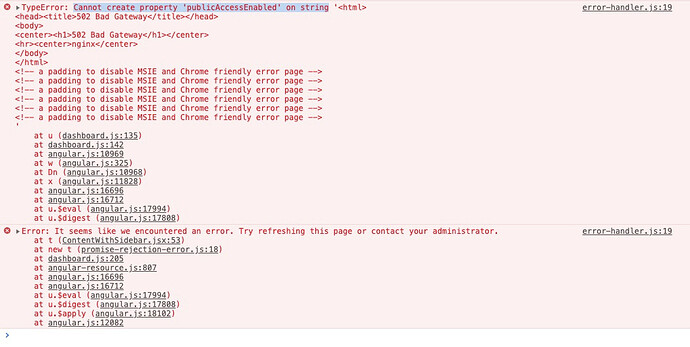 TypeError: Cannot create property 'publicAccessEnabled' on string '<html> error-handler.js:19
<head><title>502 Bad Gateway</title></head>
<body>
<center><h1>502 Bad Gateway</h1></center>
<hr><center>nginx</center>
</body>
</html>
<!-- a padding to disable MSIE and Chrome friendly error page -->
<!-- a padding to disable MSIE and Chrome friendly error page -->
<!-- a padding to disable MSIE and Chrome friendly error page -->
<!-- a padding to disable MSIE and Chrome friendly error page -->
<!-- a padding to disable MSIE and Chrome friendly error page -->
<!-- a padding to disable MSIE and Chrome friendly error page -->
'
at u (dashboard.js:135)
at dashboard.js:142
at angular.js:10969
at w (angular.js:325)
at Dn (angular.js:10968)
at x (angular.js:11828)
at angular.js:16696
at angular.js:16712
at u.$eval (angular.js:17994)
at u.$digest (angular.js:17808)
Error: It seems like we encountered an error. Try refreshing this page or contact your administrator. error-handler.js:19
at t (ContentWithSidebar.jsx:53)
at new t (promise-rejection-error.js:18)
at dashboard.js:205
at angular-resource.js:807
at angular.js:16696
at angular.js:16712
at u.$eval (angular.js:17994)
at u.$digest (angular.js:17808)
at u.$apply (angular.js:18102)
at angular.js:12082